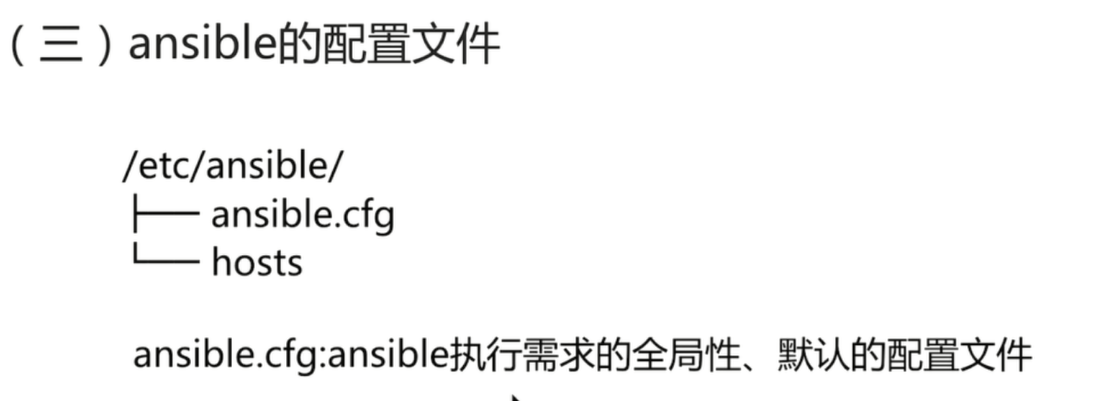 （三）ansible的配置文件
/etc/ansible/
├── ansible.cfg
└── hosts
ansible.cfg:ansible执行需求的全局性、默认的配置文件